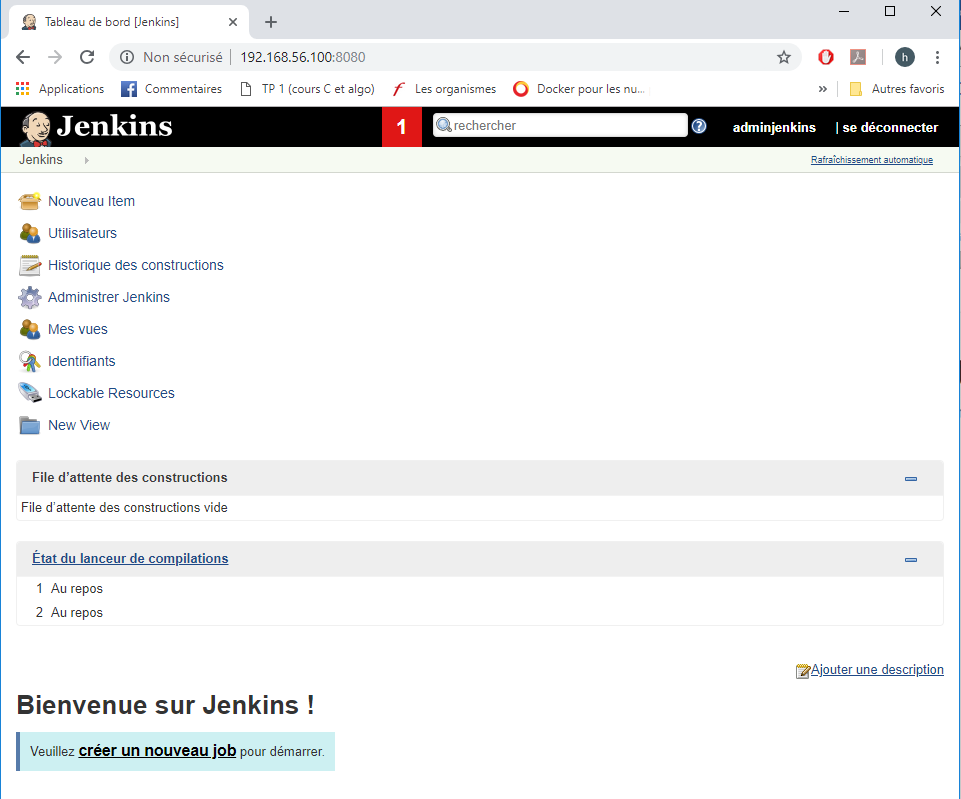 Tableau de bord [Jenkins]
Non sécurisé 192.168.56.100:8080 h
Applications Commentaires TP 1 (cours C et algo) Les organismes Docker pour les nu... » Autres favoris
Jenkins 1 rechercher adminjenkins | se déconnecter
Jenkins Rafraîchissement automatique
Nouveau Item
Utilisateurs
Historique des constructions
Administrer Jenkins
Mes vues
Identifiants
Lockable Resources
New View
File d'attente des constructions
File d'attente des constructions vide
État du lanceur de compilations
1 Au repos
2 Au repos
Ajouter une description
Bienvenue sur Jenkins !
Veuillez créer un nouveau job pour démarrer.